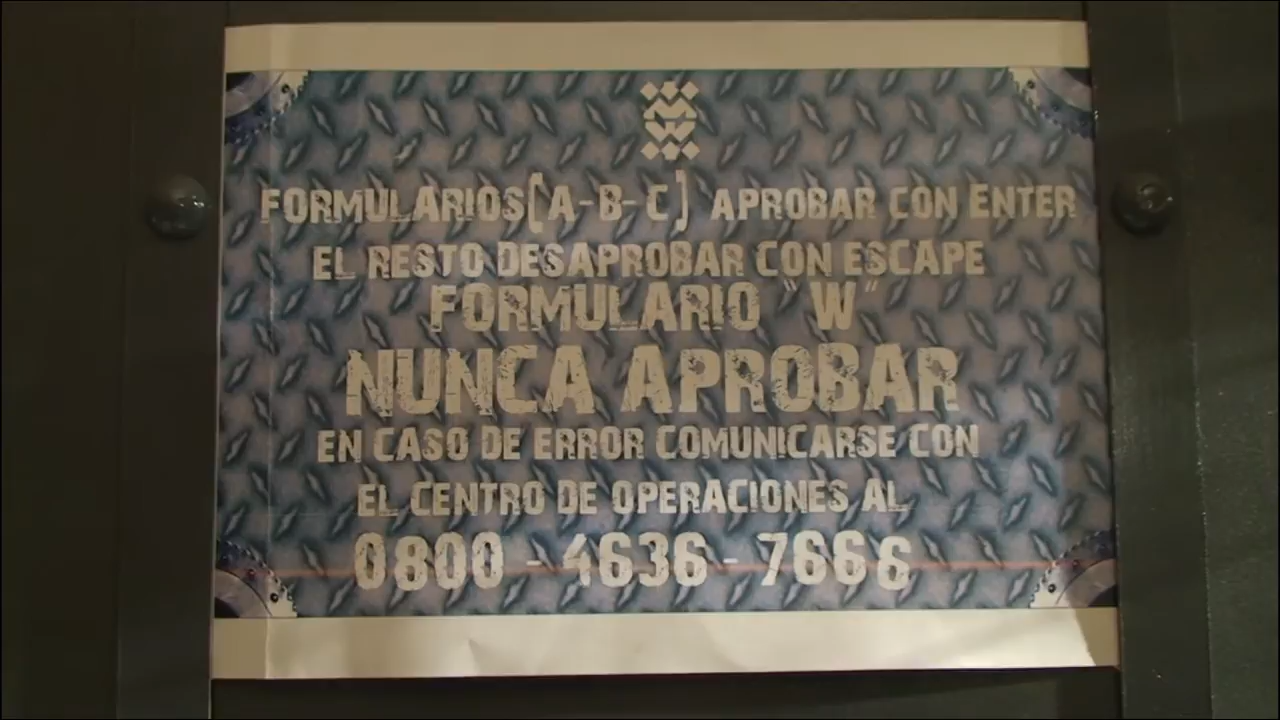 FORMULARIOS(A-B-C) APROBAR CON ENTER
EL RESTO DESAPROBAR CON ESCAPE
FORMULARIO "W"
NUNCA APROBAR
EN CASO DE ERROR COMUNICARSE CON
EL CENTRO DE OPERACIONES AL
0800 - 4636 - 7666